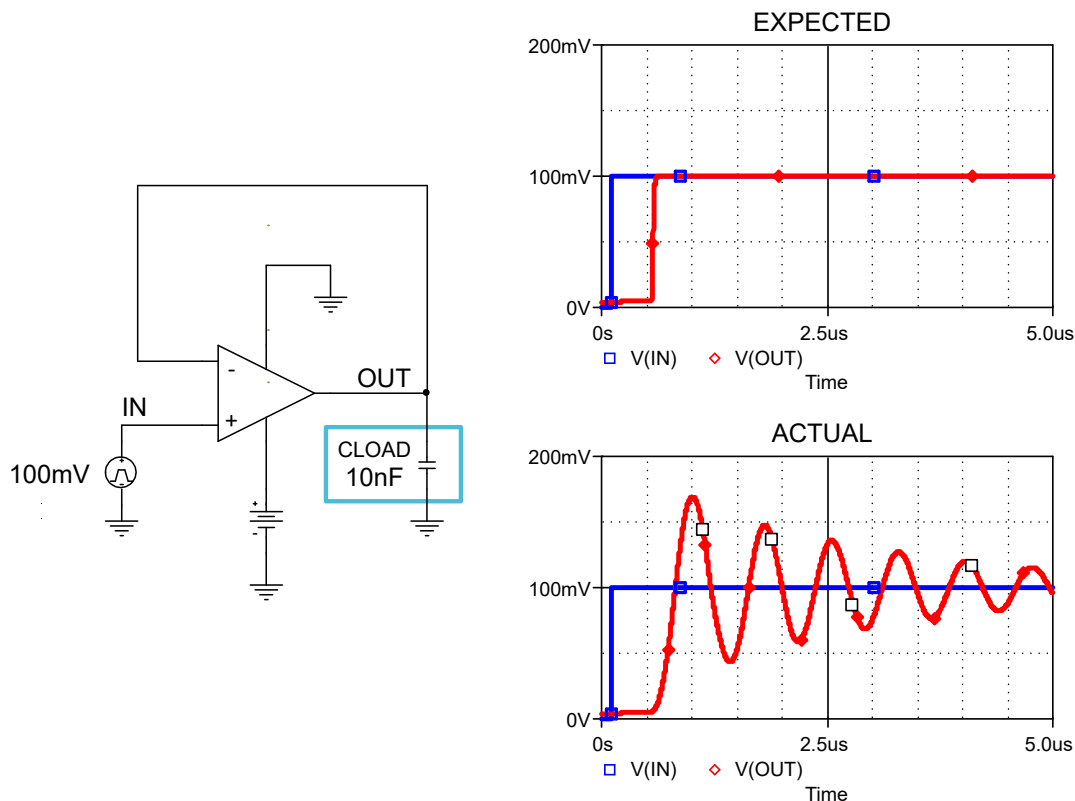 EXPECTED
200mV
100mV
0V
0s
2.5us
5.0us
V(IN)
V(OUT)
Time
-
+
IN
OUT
100mV
+
-
+
-
CLOAD
10nF
ACTUAL
200mV
100mV
0V
0s
2.5us
5.0us
V(IN)
V(OUT)
Time